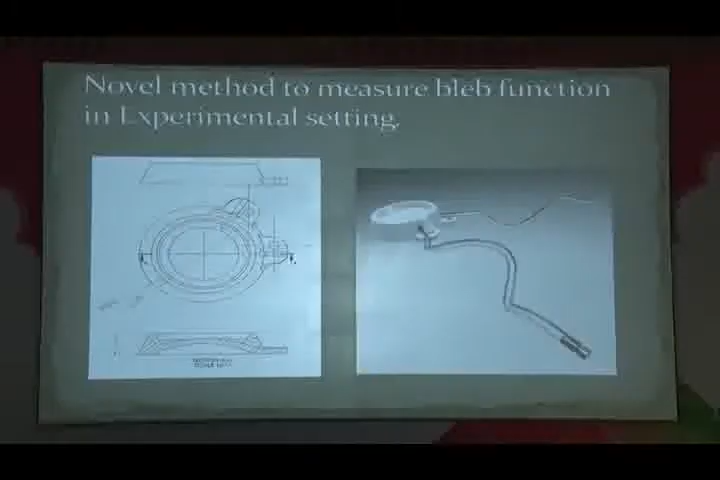 Novel method to measure bleb function
in Experimental setting.